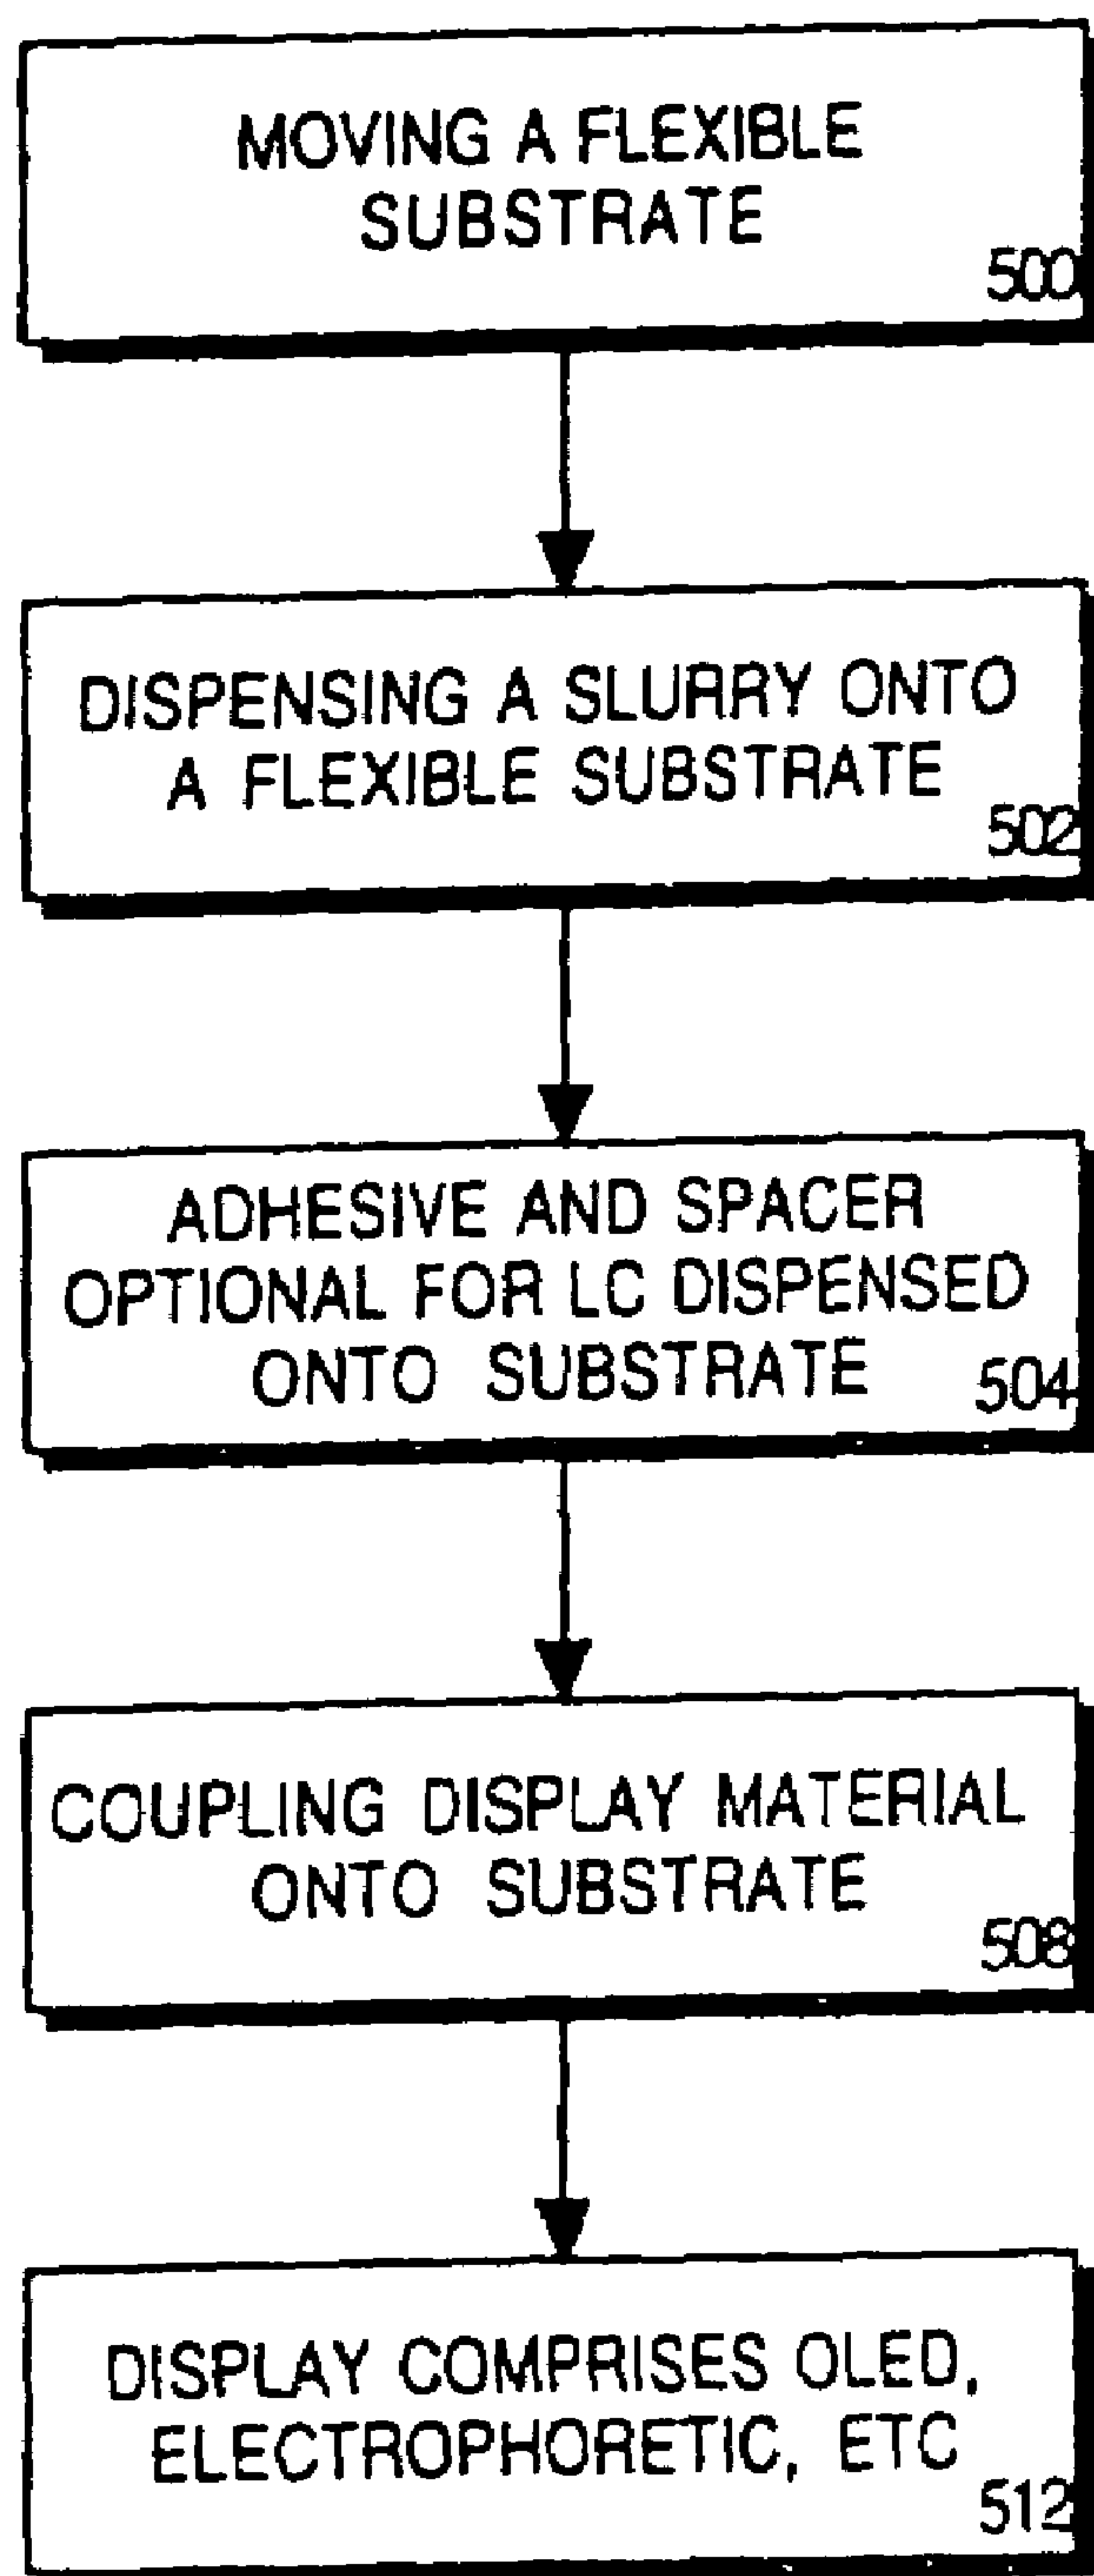 MOVING A FLEXIBLE
SUBSTRATE
500
DISPENSING A SLURRY ONTO
A FLEXIBLE SUBSTRATE
502
ADHESIVE AND SPACER
OPTIONAL FOR LC DISPENSED
ONTO SUBSTRATE
504
COUPLING DISPLAY MATERIAL
ONTO SUBSTRATE
508
DISPLAY COMPRISES OLED,
ELECTROPHORETIC, ETC
512